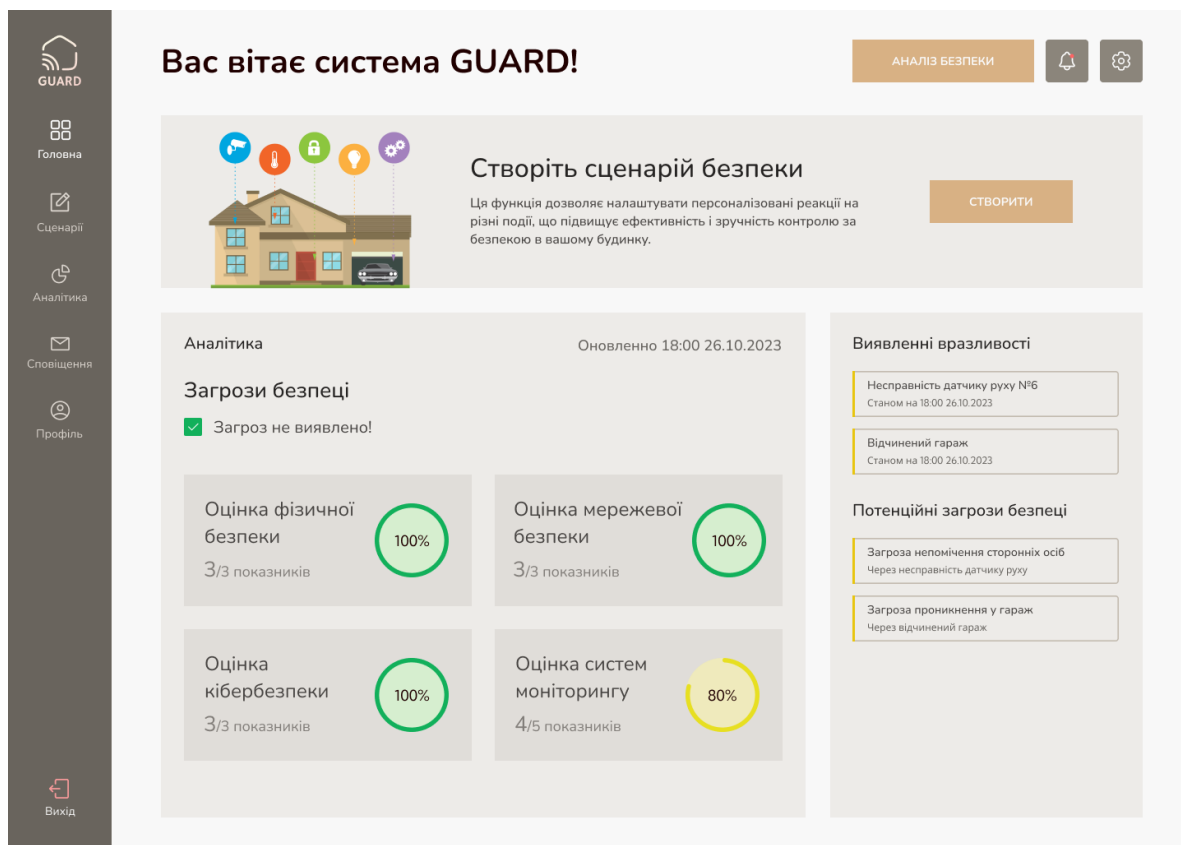 GUARD
Головна
Сценарії
Аналітика
Сповіщення
Профіль
Вихід
Вас вітає система GUARD!
АНАЛІЗ БЕЗПЕКИ
Створіть сценарій безпеки
Ця функція дозволяє налаштувати персоналізовані реакції на
різні події, що підвищує ефективність і зручність контролю за
безпекою в вашому будинку.
СТВОРИТИ
Аналітика
Оновленно 18:00 26.10.2023
Загрози безпеці
Загроз не виявлено!
Оцінка фізичної
безпеки
3/3 показників
100%
Оцінка мережевої
безпеки
3/3 показників
100%
Оцінка
кібербезпеки
3/3 показників
100%
Оцінка систем
моніторингу
4/5 показників
80%
Виявленні вразливості
Несправність датчику руху №6
Станом на 18:00 26.10.2023
Відчинений гараж
Станом на 18:00 26.10.2023
Потенційні загрози безпеці
Загроза непомічення сторонніх осіб
Через несправність датчику руху
Загроза проникнення у гараж
Через відчинений гараж